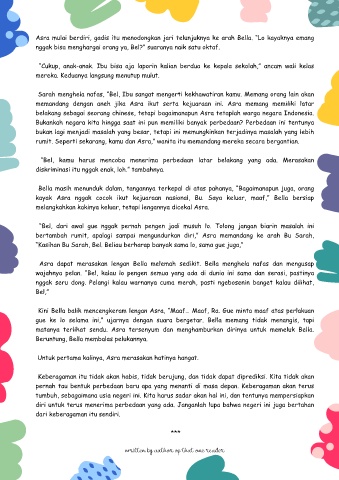 Asra mulai berdiri, gadis itu menodongkan jari telunjuknya ke arah Bella. "Lo kayaknya emang
nggak bisa menghargai orang ya, Bel?" suaranya naik satu oktaf.
"Cukup, anak-anak. Ibu bisa aja laporin kalian berdua ke kepala sekolah," ancam wali kelas
mereka. Keduanya langsung menutup mulut.
Sarah menghela nafas, "Bel, Ibu sangat mengerti kekhawatiran kamu. Memang orang lain akan
memandang dengan aneh jika Asra ikut serta kejuaraan ini. Asra memang memiliki latar
belakang sebagai seorang chinese, tetapi bagaimanapun Asra tetaplah warga negara Indonesia.
Bukankah negara kita hingga saat ini pun memiliki banyak perbedaan? Perbedaan ini tentunya
bukan lagi menjadi masalah yang besar, tetapi ini memungkinkan terjadinya masalah yang lebih
rumit. Seperti sekarang, kamu dan Asra," wanita itu memandang mereka secara bergantian.
"Bel, kamu harus mencoba menerima perbedaan latar belakang yang ada. Merasakan
diskriminasi itu nggak enak, loh." tambahnya.
Bella masih menunduk dalam, tangannya terkepal di atas pahanya, "Bagaimanapun juga, orang
kayak Asra nggak cocok ikut kejuaraan nasional, Bu. Saya keluar, maaf," Bella bersiap
melangkahkan kakinya keluar, tetapi lengannya dicekal Asra.
"Bel, dari awal gue nggak pernah pengen jadi musuh lo. Tolong jangan biarin masalah ini
bertambah rumit, apalagi sampai mengundurkan diri," Asra memandang ke arah Bu Sarah,
"Kasihan Bu Sarah, Bel. Beliau berharap banyak sama lo, sama gue juga,"
Asra dapat merasakan lengan Bella melemah sedikit. Bella menghela nafas dan mengusap
wajahnya pelan. "Bel, kalau lo pengen semua yang ada di dunia ini sama dan serasi, pastinya
nggak seru dong. Pelangi kalau warnanya cuma merah, pasti ngebosenin banget kalau dilihat,
Bel,"
Kini Bella balik mencengkeram lengan Asra, "Maaf... Maaf, Ra. Gue minta maaf atas perlakuan
gue ke lo selama ini," ujarnya dengan suara bergetar. Bella memang tidak menangis, tapi
matanya terlihat sendu. Asra tersenyum dan menghamburkan dirinya untuk memeluk Bella.
Beruntung, Bella membalas pelukannya.
Untuk pertama kalinya, Asra merasakan hatinya hangat.
Keberagaman itu tidak akan habis, tidak berujung, dan tidak dapat diprediksi. Kita tidak akan
pernah tau bentuk perbedaan baru apa yang menanti di masa depan. Keberagaman akan terus
tumbuh, sebagaimana usia negeri ini. Kita harus sadar akan hal ini, dan tentunya mempersiapkan
diri untuk terus menerima perbedaan yang ada. Janganlah lupa bahwa negeri ini juga bertahan
dari keberagaman itu sendiri.
***
written by author op that one reader